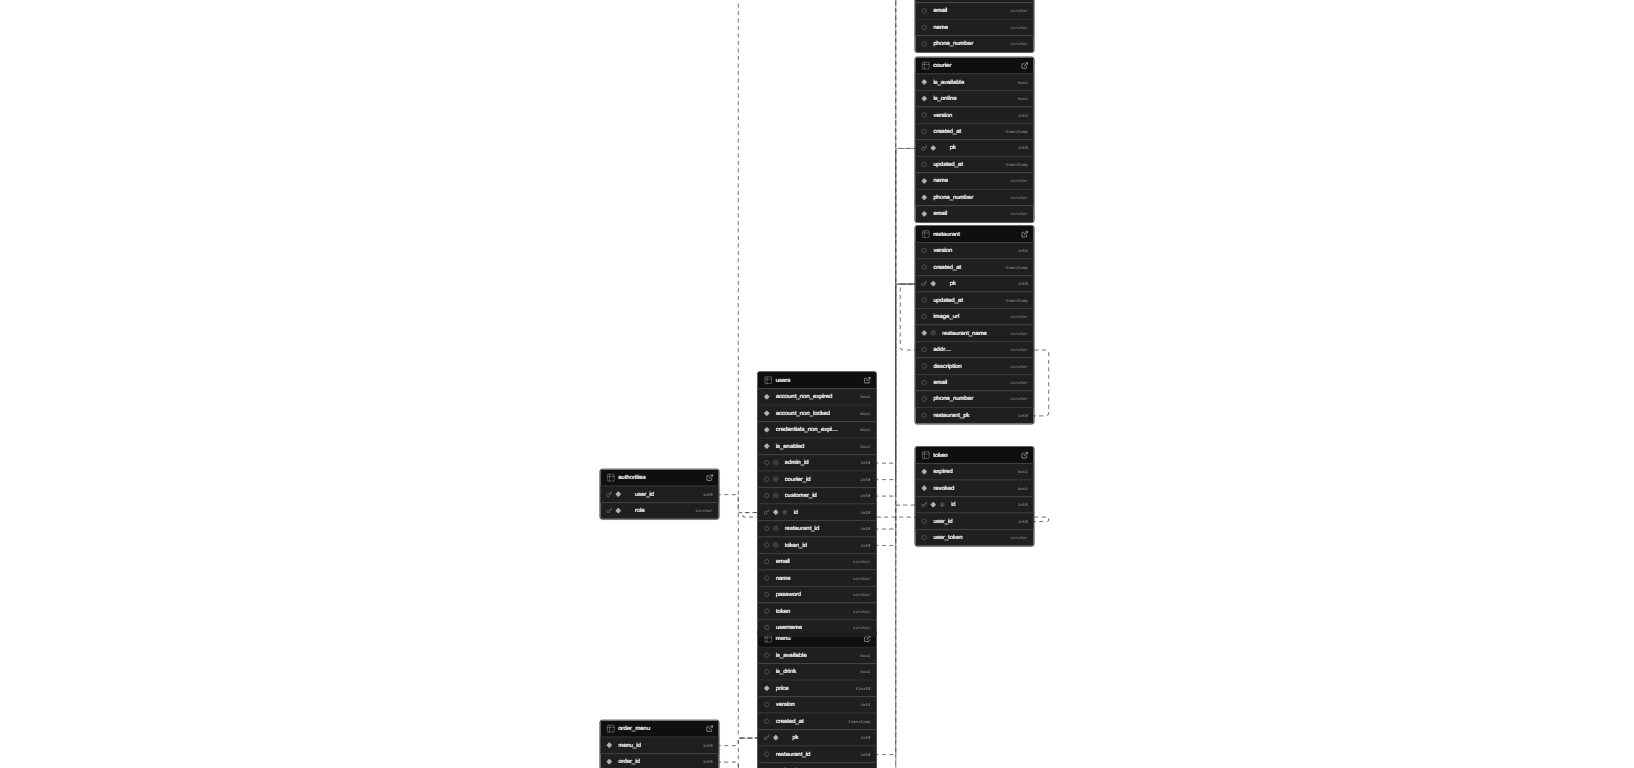 email varchar
name varchar
phone_number varchar
courier
is_available bool
is_online bool
version int4
created_at timestamp
pk int8
updated_at timestamp
name varchar
phone_number varchar
email varchar
restaurant
version int4
created_at timestamp
pk int8
updated_at timestamp
image_url varchar
restaurant_name varchar
addr... varchar
description varchar
email varchar
phone_number varchar
restaurant_pk int8
users
account_non_expired bool
account_non_locked bool
credentials_non_expi... bool
is_enabled bool
admin_id int8
courier_id int8
customer_id int8
id int8
restaurant_id int8
token_id int8
email varchar
name varchar
password varchar
token varchar
username varchar
token
expired bool
revoked bool
id int8
user_id int8
user_token varchar
authorities
user_id int8
role varchar
menu
is_available bool
is_drink bool
price float8
version int4
created_at timestamp
pk int8
restaurant_id int8
order_menu
menu_id int8
order_id int8